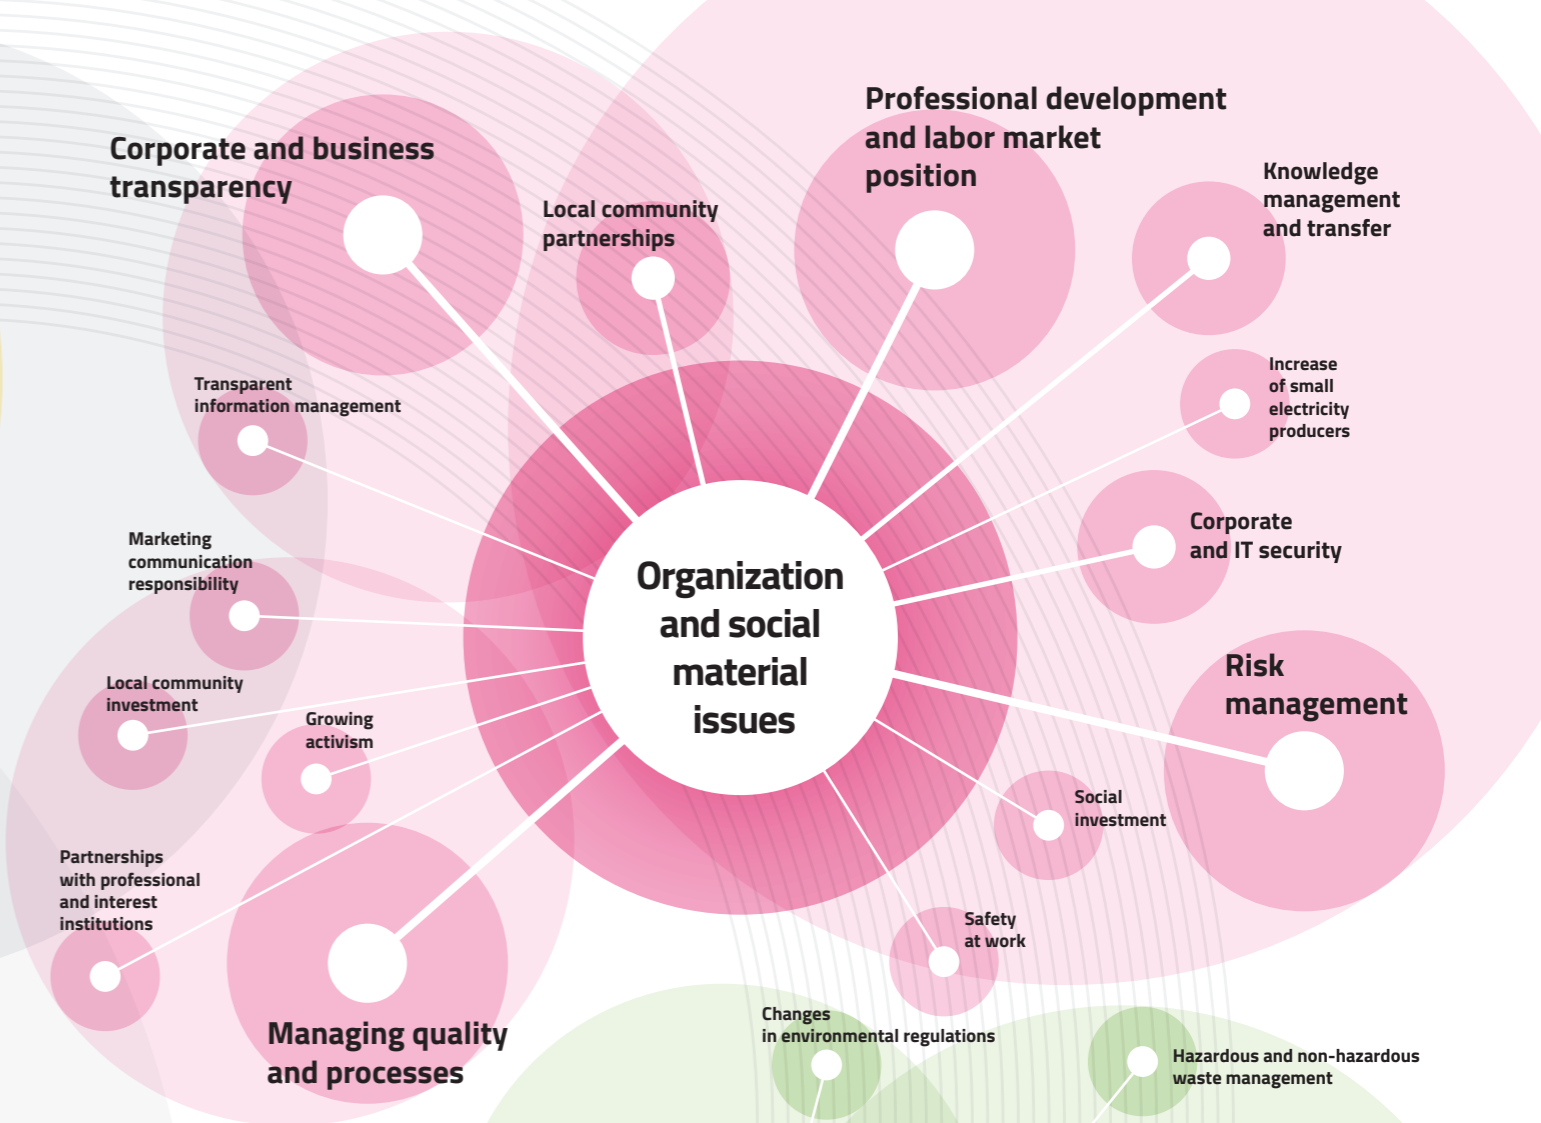 Professional development
and labor market
position
Corporate and business
transparency
Knowledge
management
and transfer
Local community
partnerships
Increase
of small
electricity
producers
Transparent
information management
Corporate
and IT security
Marketing
communication
responsibility
Organization
and social
material
issues
Risk
management
Local community
investment
Growing
activism
Social
investment
Partnerships
with professional
and interest
institutions
Safety
at work
Managing quality
and processes
Changes
in environmental regulations
Hazardous and non-hazardous
waste management